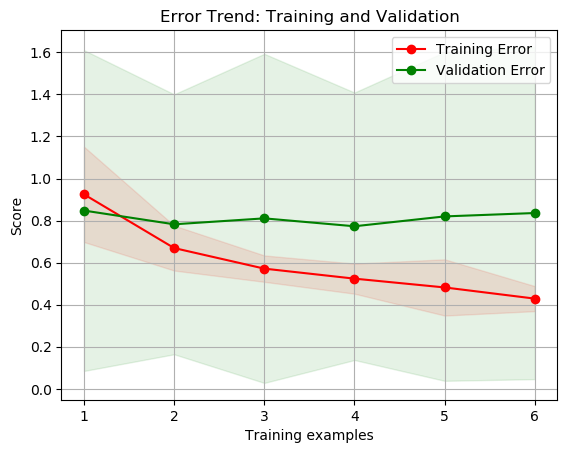 Error Trend: Training and Validation
Training Error
Validation Error
Score
1.6
1.4
1.2
1.0
0.8
0.6
0.4
0.2
0.0
1 2 3 4 5 6
Training examples